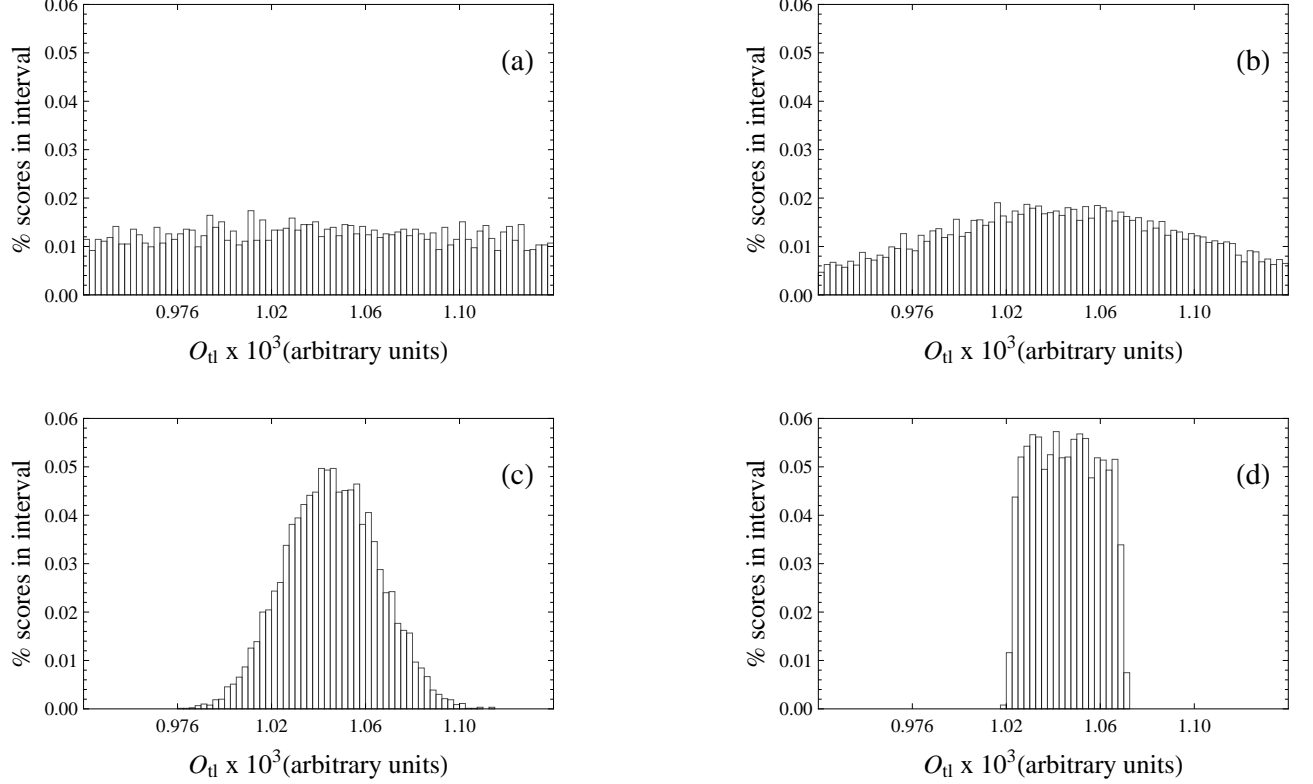 0.06
0.05
0.04
0.03
0.02
0.01
0.00
% scores in interval
(a)
0.976 1.02 1.06 1.10
O_tl x 10^3(arbitrary units)
0.06
0.05
0.04
0.03
0.02
0.01
0.00
% scores in interval
(b)
0.976 1.02 1.06 1.10
O_tl x 10^3(arbitrary units)
0.06
0.05
0.04
0.03
0.02
0.01
0.00
% scores in interval
(c)
0.976 1.02 1.06 1.10
O_tl x 10^3(arbitrary units)
0.06
0.05
0.04
0.03
0.02
0.01
0.00
% scores in interval
(d)
0.976 1.02 1.06 1.10
O_tl x 10^3(arbitrary units)